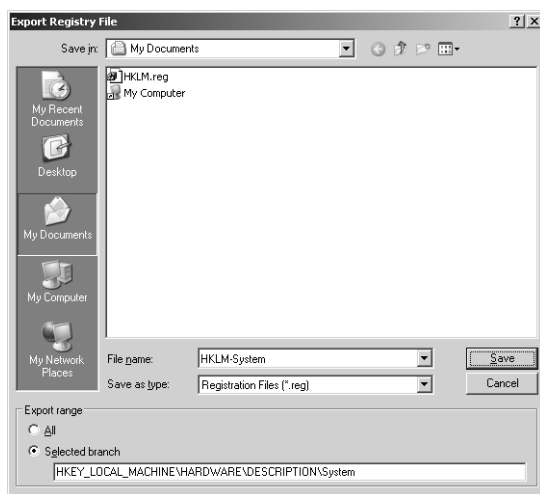 Export Registry File
Save in: My Documents
HKLM.reg
My Computer
My Recent
Documents
Desktop
My Documents
My Computer
My Network
Places
File name: HKLM-System Save
Save as type: Registration Files (*.reg) Cancel
Export range
All
Selected branch
HKEY_LOCAL_MACHINE\HARDWARE\DESCRIPTION\System